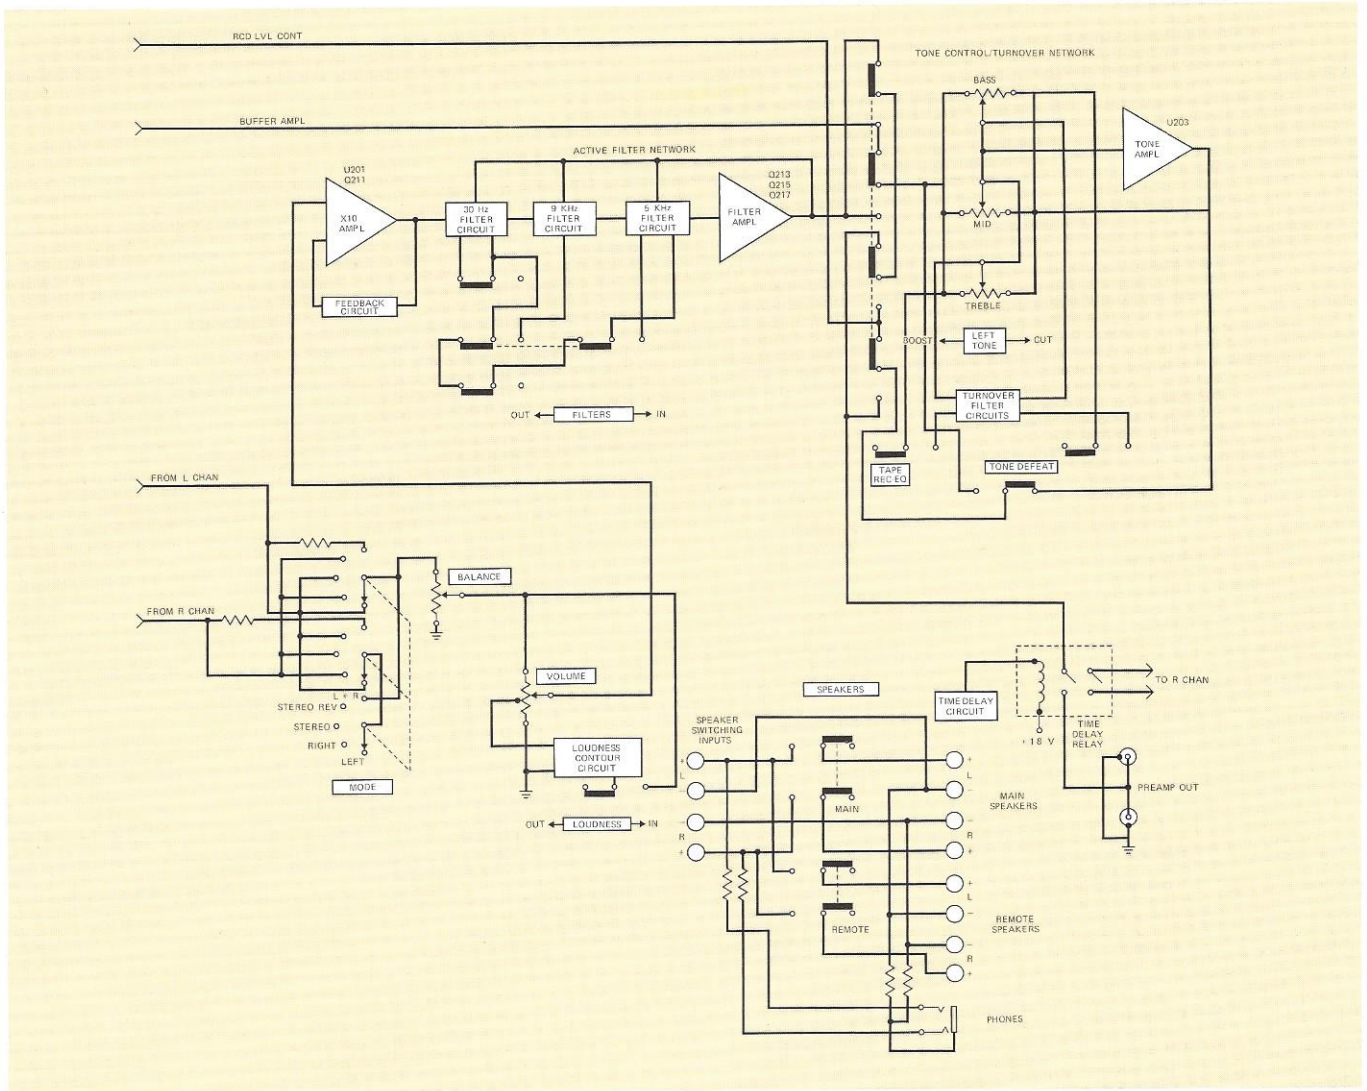 RCD LVL CONT
TONE CONTROL/TURNOVER NETWORK
BASS
BUFFER AMPL
U203
TONE
AMPL
ACTIVE FILTER NETWORK
U201
Q211
X10
AMPL
30 Hz
FILTER
CIRCUIT
9 KHz
FILTER
CIRCUIT
5 KHz
FILTER
CIRCUIT
Q213
Q215
Q217
FILTER
AMPL
MID
FEEDBACK
CIRCUIT
TREBLE
BOOST
LEFT
TONE
CUT
TURNOVER
FILTER
CIRCUITS
OUT
FILTERS
IN
TAPE
REC EQ
TONE DEFEAT
FROM L CHAN
BALANCE
FROM R CHAN
VOLUME
L + R
STEREO REV
STEREO
RIGHT
LEFT
MODE
LOUDNESS
CONTOUR
CIRCUIT
OUT
LOUDNESS
IN
SPEAKERS
SPEAKER
SWITCHING
INPUTS
+
L
−
−
R
+
MAIN
REMOTE
TIME DELAY
CIRCUIT
+18 V
TIME
DELAY
RELAY
TO R CHAN
PREAMP OUT
+
L
−
MAIN
SPEAKERS
−
R
+
+
L
−
REMOTE
SPEAKERS
−
R
+
PHONES